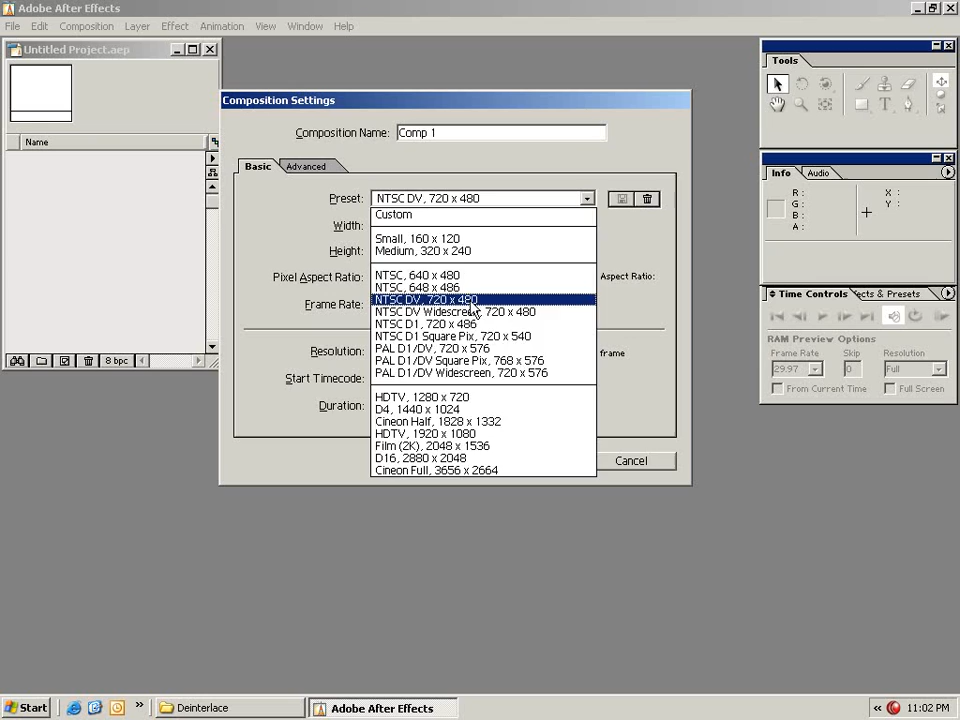 Adobe After Effects
File Edit Composition Layer Effect Animation View Window Help
Untitled Project.aep
Name
8 bpc
Composition Settings
Composition Name: Comp 1
Basic Advanced
Preset: NTSC DV, 720 x 480
Width:
Height:
Pixel Aspect Ratio: Aspect Ratio:
Frame Rate:
Resolution: frame
Start Timecode:
Duration:
Custom
Small, 160 x 120
Medium, 320 x 240
NTSC, 640 x 480
NTSC, 648 x 486
NTSC DV, 720 x 480
NTSC DV Widescreen, 720 x 480
NTSC D1, 720 x 486
NTSC D1 Square Pix, 720 x 540
PAL D1/DV, 720 x 576
PAL D1/DV Square Pix, 768 x 576
PAL D1/DV Widescreen, 720 x 576
HDTV, 1280 x 720
D4, 1440 x 1024
Cineon Half, 1828 x 1332
HDTV, 1920 x 1080
Film (2K), 2048 x 1536
D16, 2880 x 2048
Cineon Full, 3656 x 2664
Cancel
Tools
Info Audio
R : X :
G : Y :
B :
A :
Time Controls ects & Presets
RAM Preview Options
Frame Rate Skip Resolution
29.97 0 Full
From Current Time Full Screen
Start Deinterlace Adobe After Effects 11:02 PM